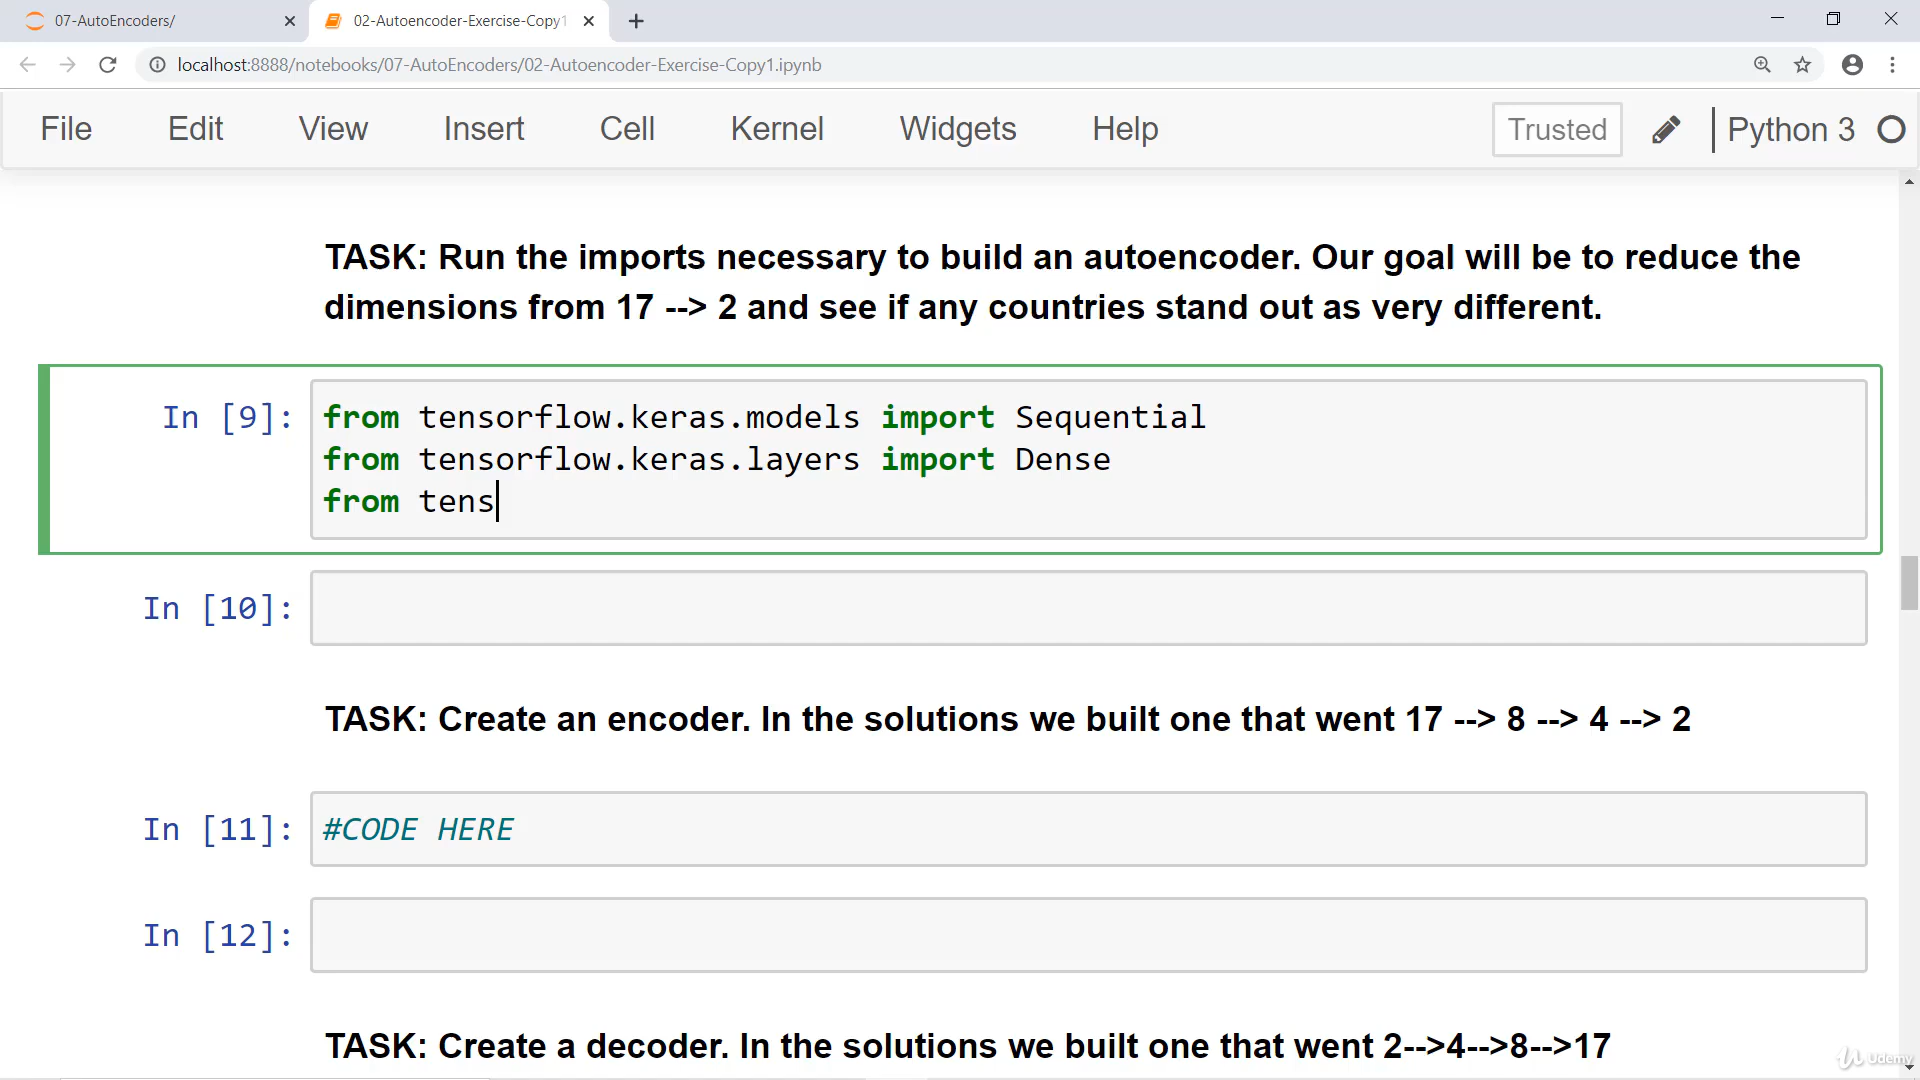 07-AutoEncoders/
02-Autoencoder-Exercise-Copy1
localhost:8888/notebooks/07-AutoEncoders/02-Autoencoder-Exercise-Copy1.ipynb
File Edit View Insert Cell Kernel Widgets Help Trusted Python 3
TASK: Run the imports necessary to build an autoencoder. Our goal will be to reduce the
dimensions from 17 --> 2 and see if any countries stand out as very different.
In [9]: from tensorflow.keras.models import Sequential
from tensorflow.keras.layers import Dense
from tens
In [10]:
TASK: Create an encoder. In the solutions we built one that went 17 --> 8 --> 4 --> 2
In [11]: #CODE HERE
In [12]:
TASK: Create a decoder. In the solutions we built one that went 2-->4-->8-->17
Udemy